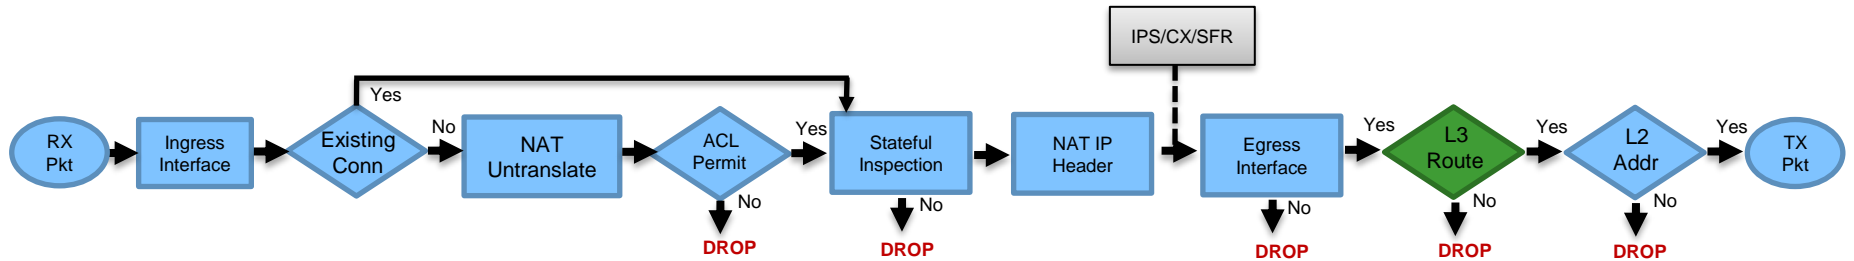 IPS/CX/SFR
Yes
RX
Pkt
Ingress
Interface
Existing
Conn
No
NAT
Untranslate
ACL
Permit
Yes
No
DROP
Stateful
Inspection
No
DROP
NAT IP
Header
Egress
Interface
Yes
No
DROP
L3
Route
Yes
No
DROP
L2
Addr
Yes
No
DROP
TX
Pkt